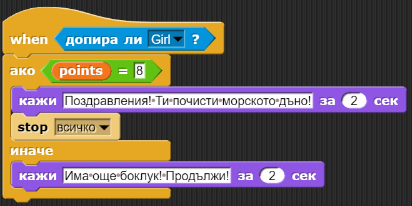 when допира ли Girl ?
ако points = 8
кажи Поздравления! Ти почисти морското дъно! за 2 сек
stop всичко
иначе
кажи Има още боклук! Продължи! за 2 сек